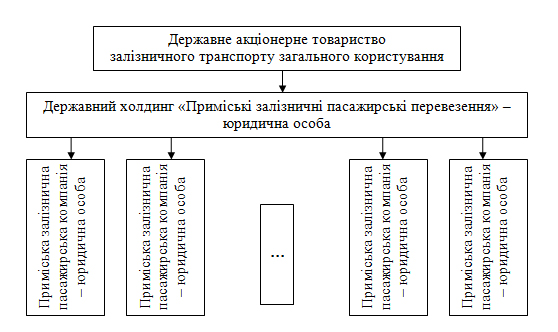 Державне акціонерне товариство
залізничного транспорту загального користування
Державний холдинг «Приміські залізничні пасажирські перевезення» –
юридична особа
Приміська залізнична
пасажирська компанія
– юридична особа
Приміська залізнична
пасажирська компанія
– юридична особа
...
Приміська залізнична
пасажирська компанія
– юридична особа
Приміська залізнична
пасажирська компанія
– юридична особа